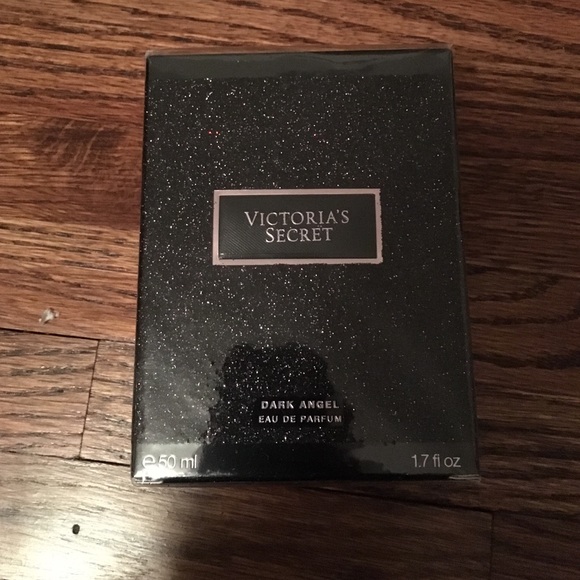 VICTORIA'S
SECRET
DARK ANGEL
EAU DE PARFUM
℮50 ml
1.7 fl oz